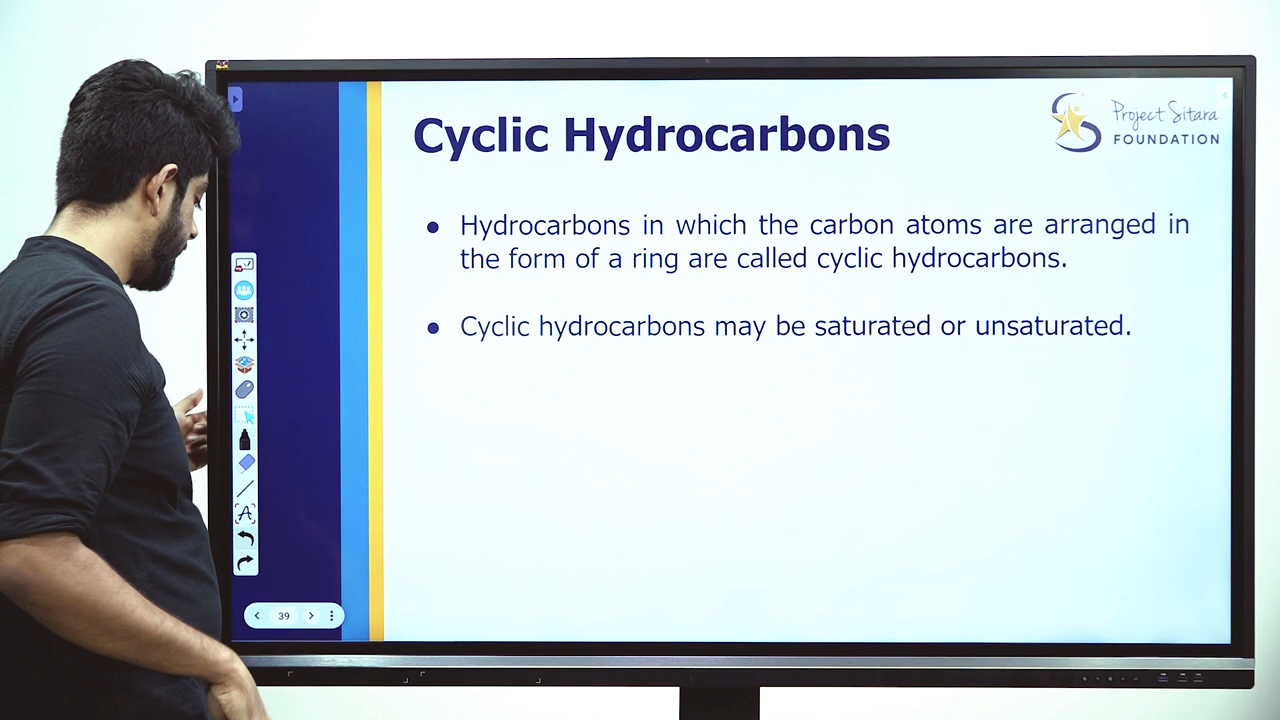 Cyclic Hydrocarbons
Project Sitara
FOUNDATION
● Hydrocarbons in which the carbon atoms are arranged in
the form of a ring are called cyclic hydrocarbons.
● Cyclic hydrocarbons may be saturated or unsaturated.
A
39